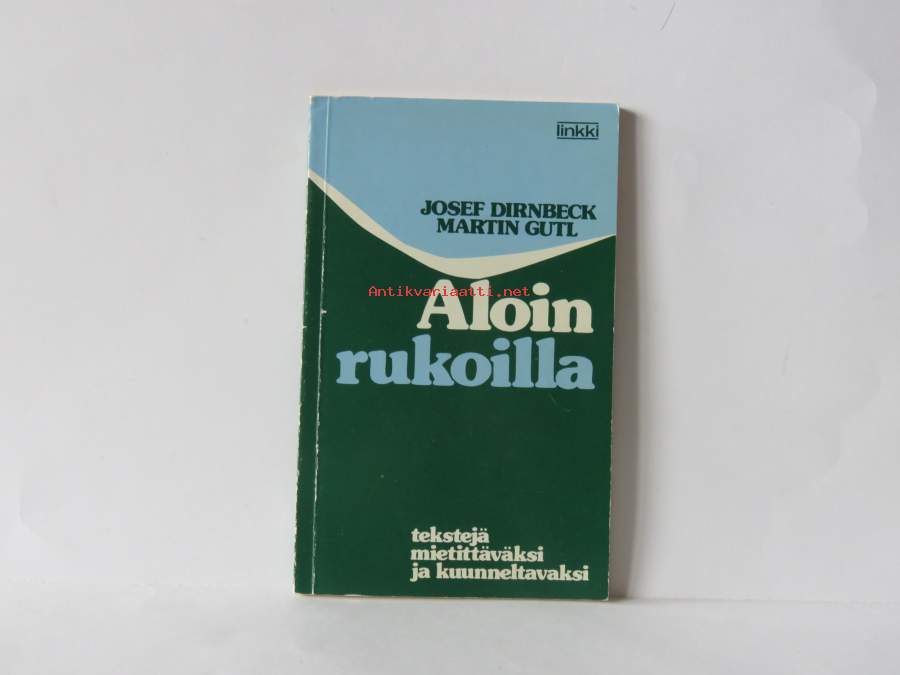 linkki
JOSEF DIRNBECK
MARTIN GUTL
Antikvariaatti.net
Aloin
rukoilla
tekstejä
mietittäväksi
ja kuunneltavaksi